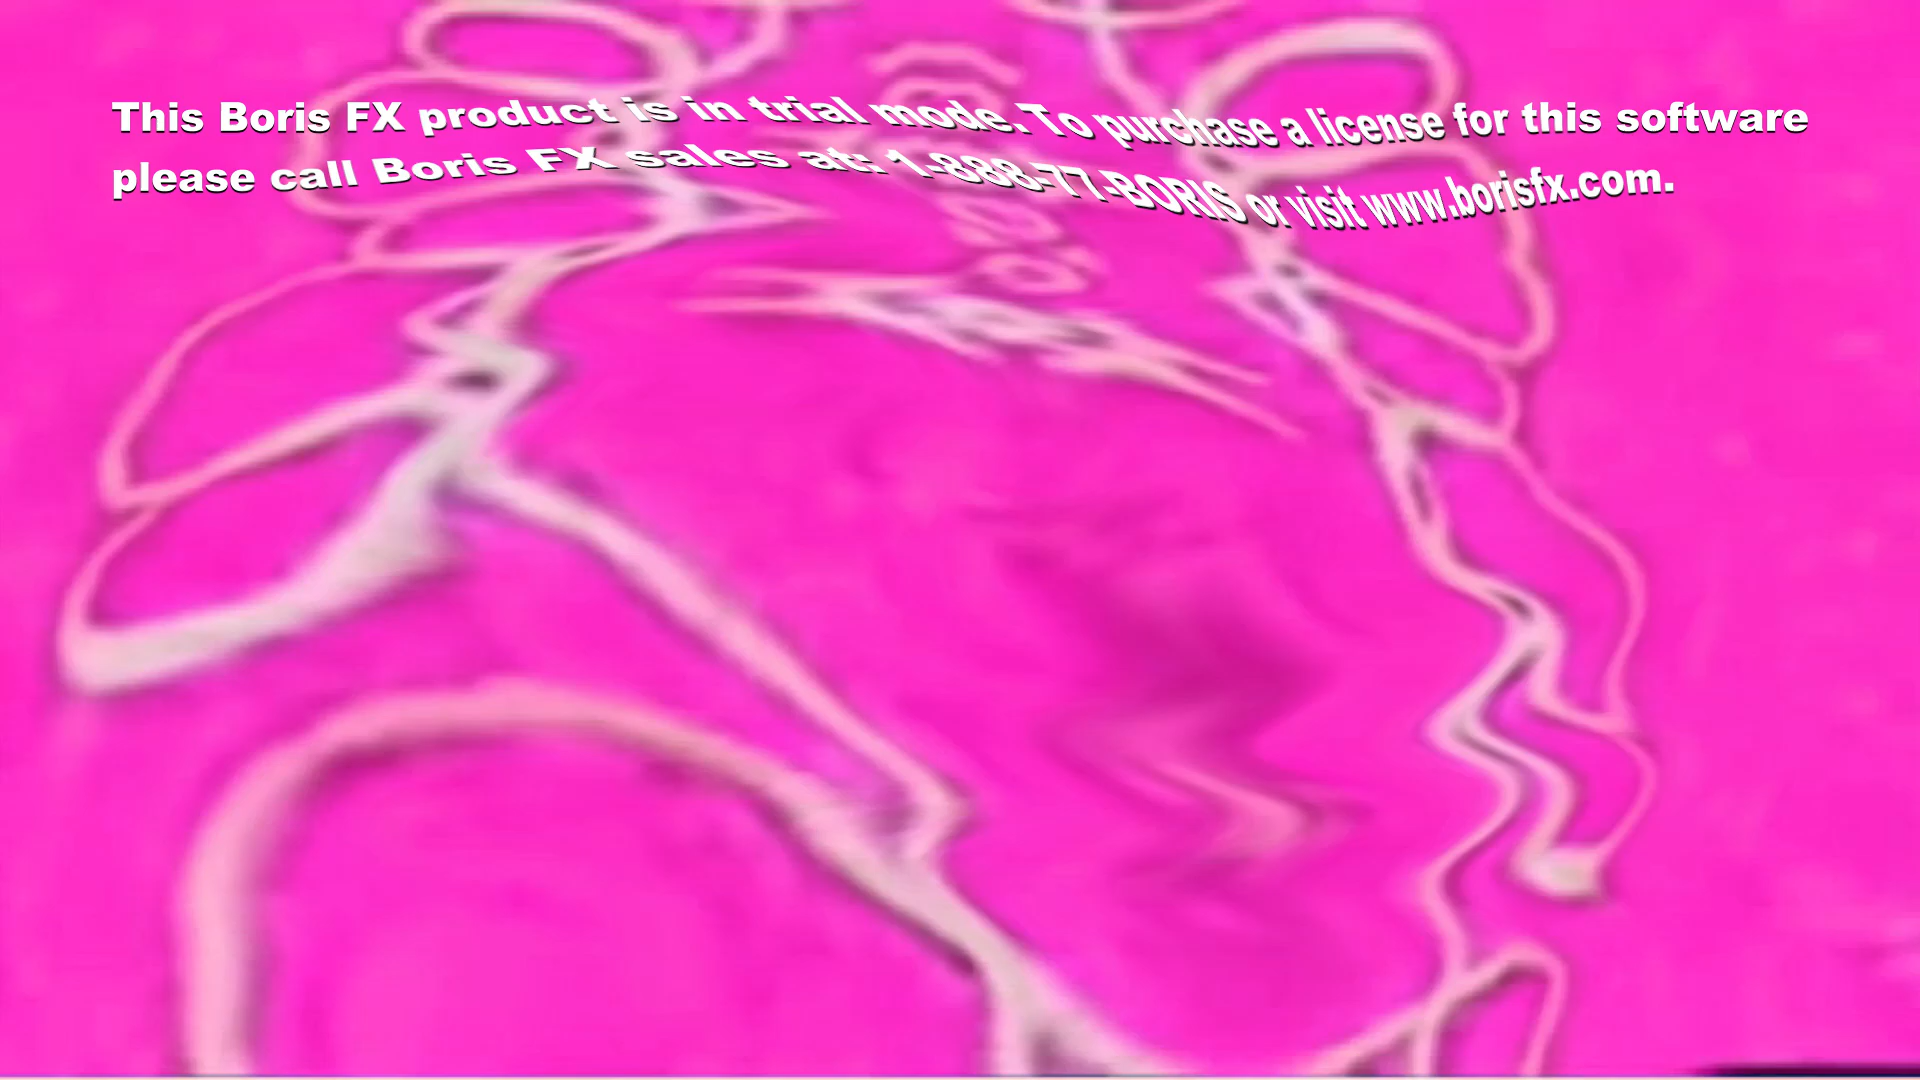 This Boris FX product is in trial mode. To purchase a license for this software
please call Boris FX sales at: 1-888-77-BORIS or visit www.borisfx.com.